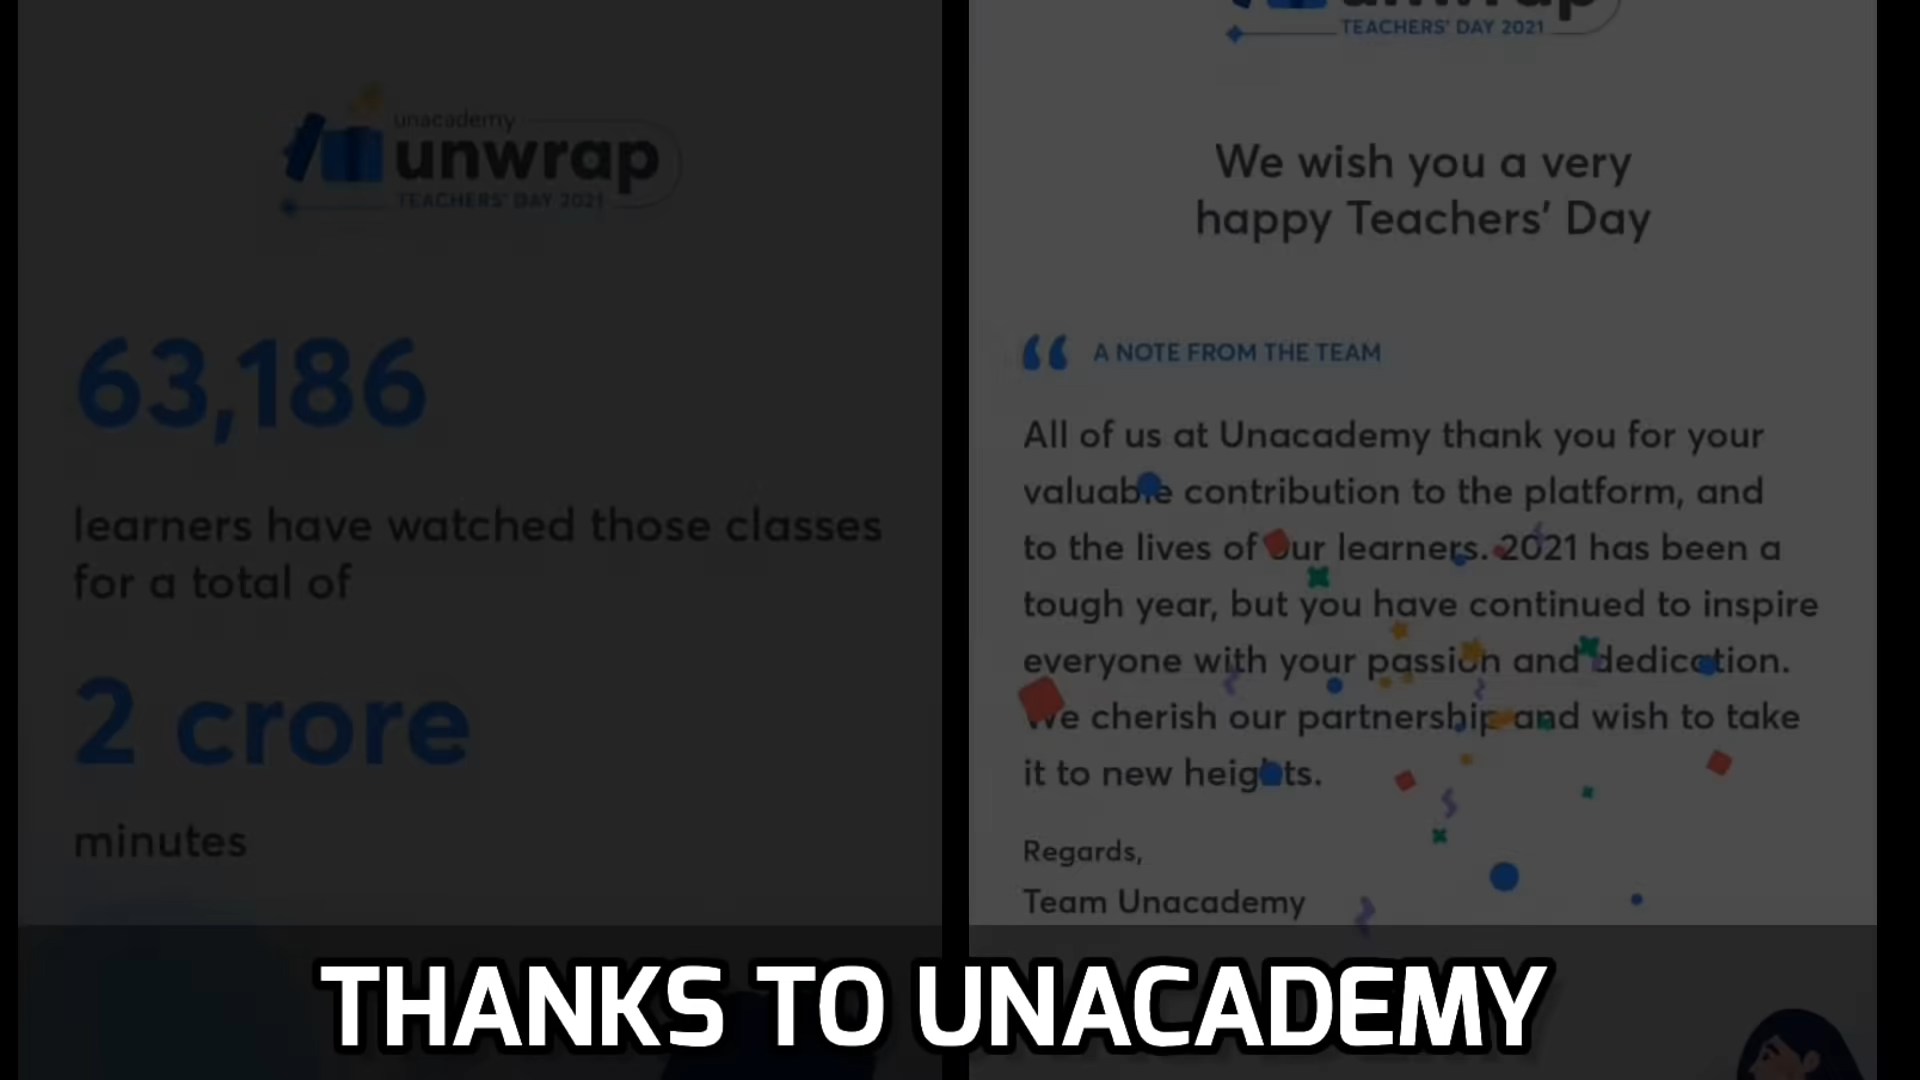 unacademy
unwrap
TEACHERS' DAY 2021
63,186
learners have watched those classes
for a total of
2 crore
minutes
TEACHERS' DAY 2021
We wish you a very
happy Teachers' Day
A NOTE FROM THE TEAM
All of us at Unacademy thank you for your
valuable contribution to the platform, and
to the lives of our learners. 2021 has been a
tough year, but you have continued to inspire
everyone with your passion and dedication.
We cherish our partnership and wish to take
it to new heights.
Regards,
Team Unacademy
THANKS TO UNACADEMY